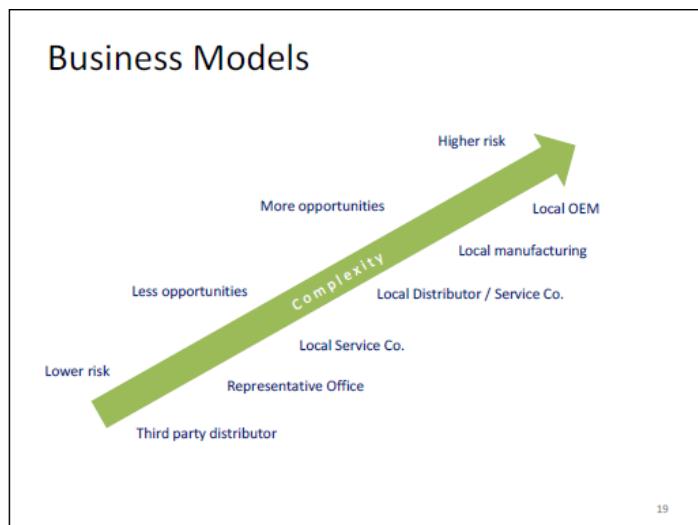 Business Models
Higher risk
More opportunities
Local OEM
Local manufacturing
Complexity
Less opportunities
Local Distributor / Service Co.
Local Service Co.
Lower risk
Representative Office
Third party distributor
19